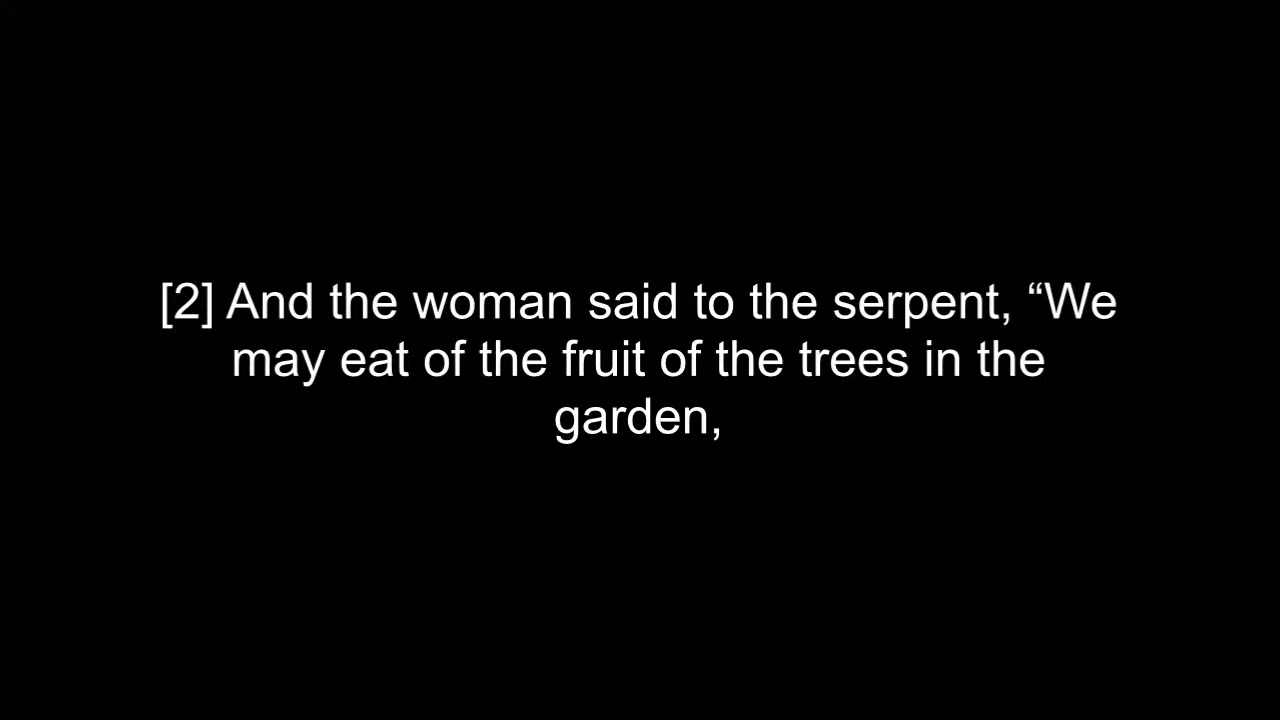 [2] And the woman said to the serpent, “We
may eat of the fruit of the trees in the
garden,